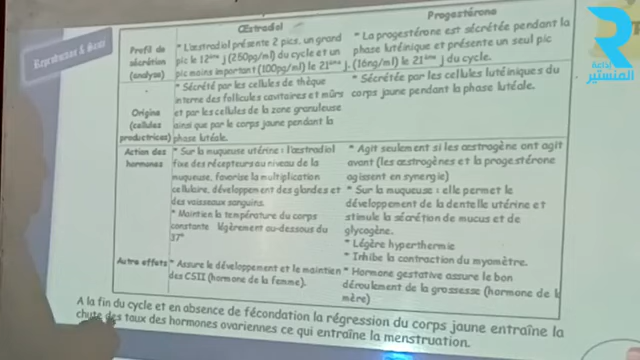 Reproduction & Santé
Œstradiol
Progestérone
Profil de
sécrétion
(analyse)
* L'œstradiol présente 2 pics, un grand
pic le 12ème j (250pg/ml) du cycle et un
pic moins important (100pg/ml) le 21ème j.
* La progestérone est sécrétée pendant la
phase lutéinique et présente un seul pic
(16ng/ml) le 21ème j du cycle.
Origine
(cellules
productrices)
* Sécrété par les cellules de thèque
interne des follicules cavitaires et mûrs
et par les cellules de la zone granuleuse
ainsi que par le corps jaune pendant la
phase lutéale.
* Sécrétée par les cellules lutéiniques du
corps jaune pendant la phase lutéale.
Action des
hormones
* Sur la muqueuse utérine : l'œstradiol
fixe des récepteurs au niveau de la
muqueuse, favorise la multiplication
cellulaire, développement des glandes et
des vaisseaux sanguins.
* Maintien la température du corps
constante légèrement au-dessous du
37°
* Agit seulement si les œstrogène ont agit
avant (les œstrogènes et la progestérone
agissent en synergie)
* Sur la muqueuse : elle permet le
développement de la dentelle utérine et
stimule la sécrétion de mucus et de
glycogène.
* Légère hyperthermie
* Inhibe la contraction du myomètre.
Autre effets
* Assure le développement et le maintien
des CSII (hormone de la femme).
* Hormone gestative assure le bon
déroulement de la grossesse (hormone de la
mère)
A la fin du cycle et en absence de fécondation la régression du corps jaune entraîne la
chute des taux des hormones ovariennes ce qui entraîne la menstruation.
إذاعة
المنستير